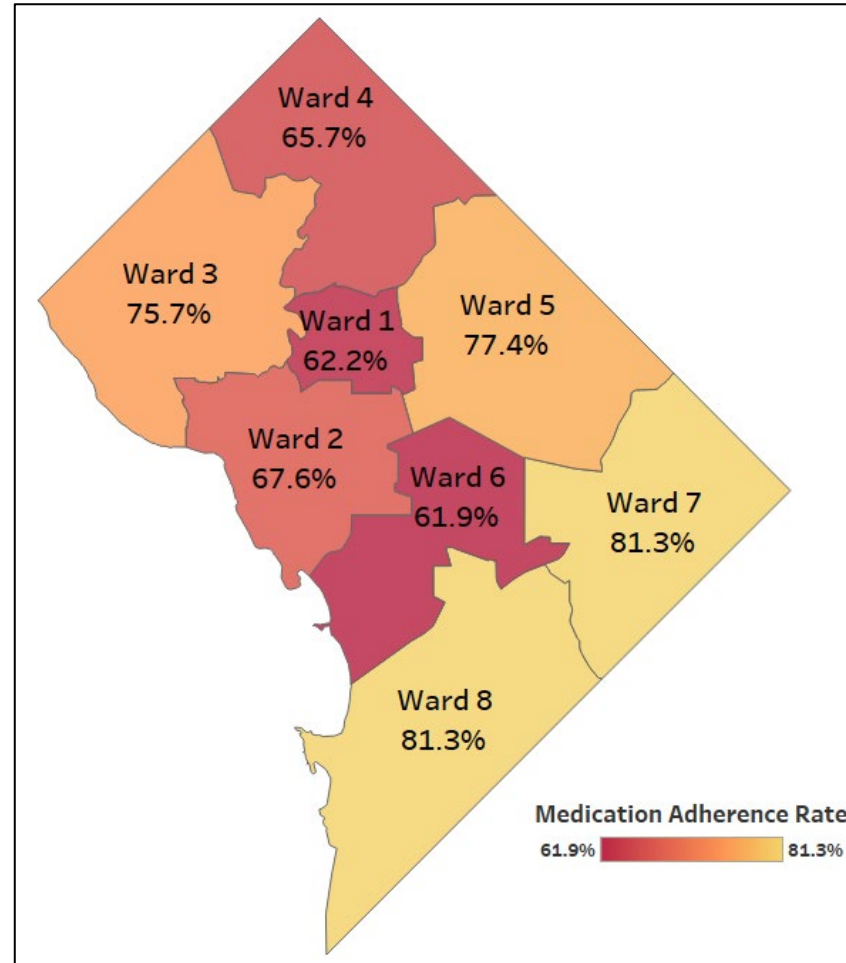 Ward 4
65.7%
Ward 3
75.7%
Ward 1
62.2%
Ward 5
77.4%
Ward 2
67.6%
Ward 6
61.9%
Ward 7
81.3%
Ward 8
81.3%
Medication Adherence Rate
61.9% 81.3%